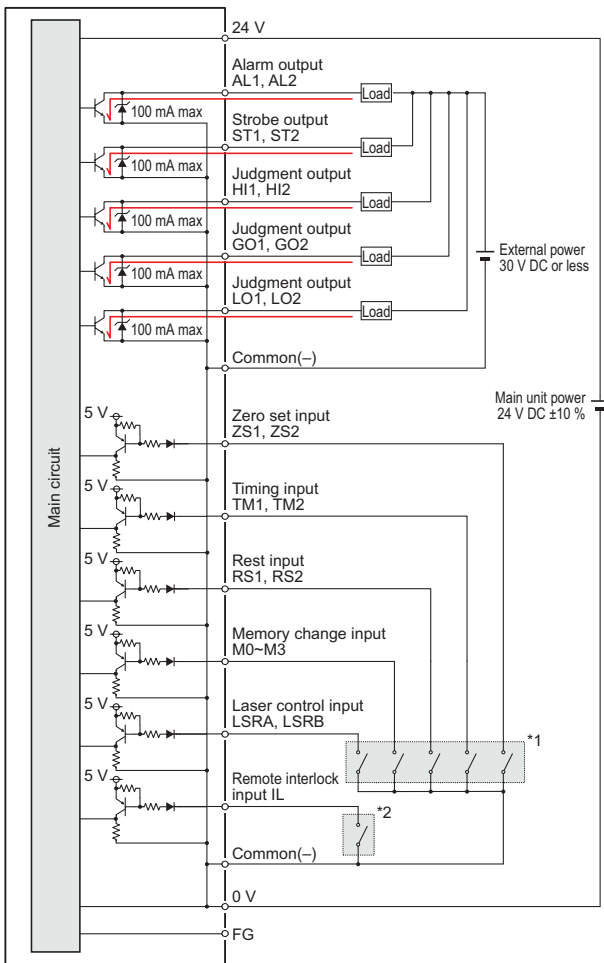 24 V
Alarm output
AL1, AL2
Load
100 mA max
Strobe output
ST1, ST2
Load
100 mA max
Judgment output
HI1, HI2
Load
100 mA max
Judgment output
GO1, GO2
Load
External power
30 V DC or less
100 mA max
Judgment output
LO1, LO2
Load
100 mA max
Common(–)
Main unit power
24 V DC ±10 %
Main circuit
5 V
Zero set input
ZS1, ZS2
5 V
Timing input
TM1, TM2
5 V
Rest input
RS1, RS2
5 V
Memory change input
M0~M3
5 V
Laser control input
LSRA, LSRB
*1
5 V
Remote interlock
input IL
*2
Common(–)
0 V
FG